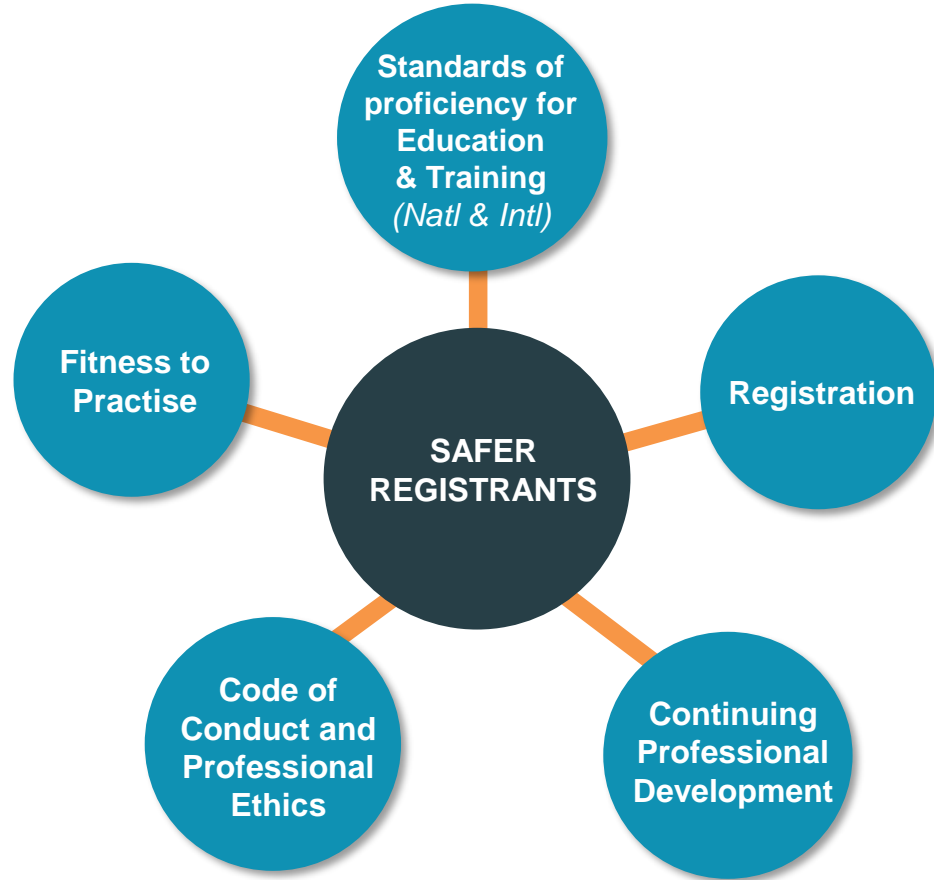 Standards of
proficiency for
Education
& Training
(Natl & Intl)
Fitness to
Practise
Registration
SAFER
REGISTRANTS
Code of
Conduct and
Professional
Ethics
Continuing
Professional
Development